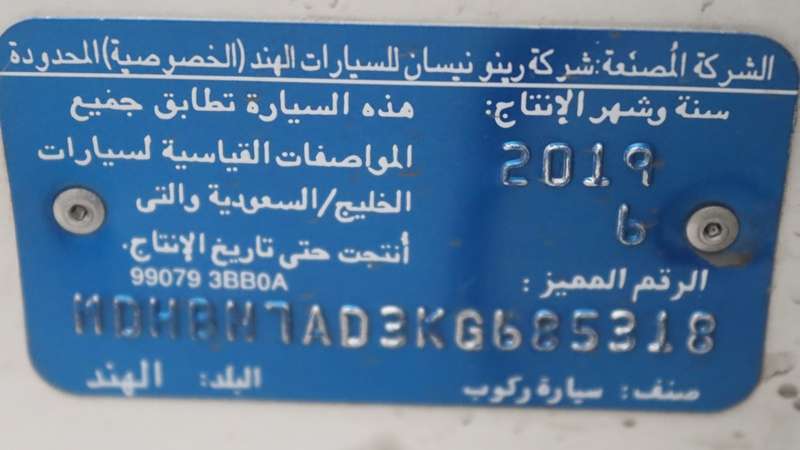 الشركة المُصنّعة: شركة رينو نيسان للسيارات الهند (الخصوصية) المحدودة
سنة وشهر الإنتاج:
2019
6
هذه السيارة تطابق جميع
المواصفات القياسية لسيارات
الخليج/السعودية والتى
أنتجت حتى تاريخ الإنتاج.
99079 3BB0A
الرقم المميز :
MDHBN7AD3KG685318
صنف: سيارة ركوب
البلد: الهند